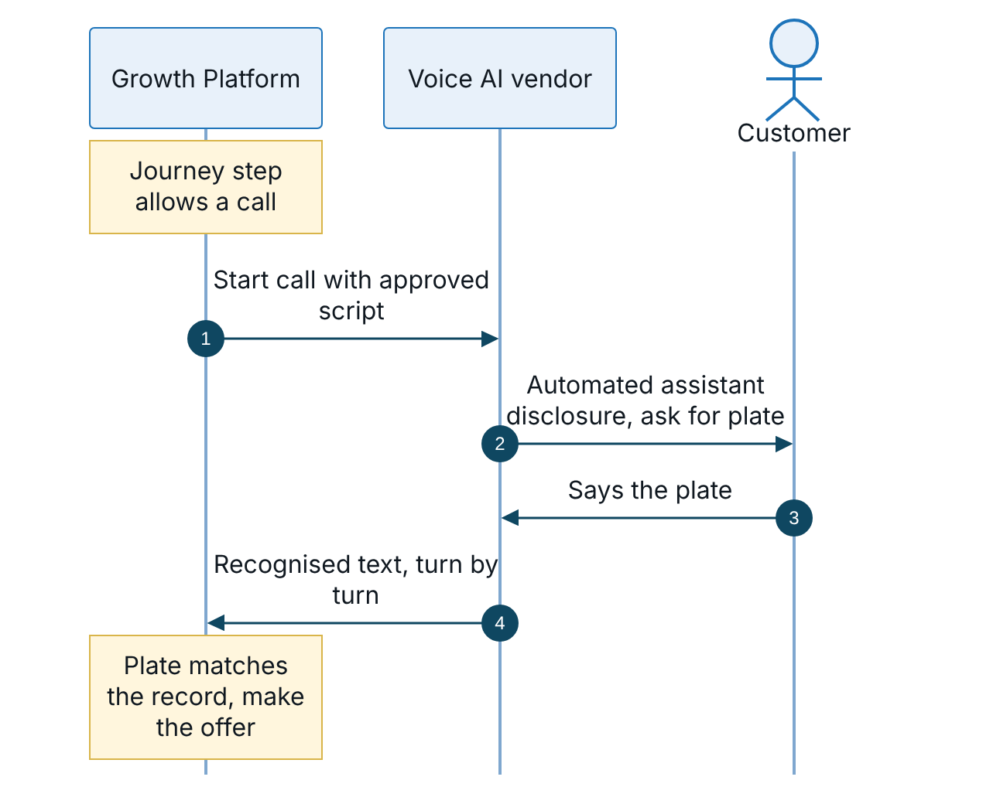 Growth Platform
Voice AI vendor
Customer
Journey step
allows a call
Start call with approved
script
1
Automated assistant
disclosure, ask for plate
2
Says the plate
3
Recognised text, turn by
turn
4
Plate matches
the record, make
the offer